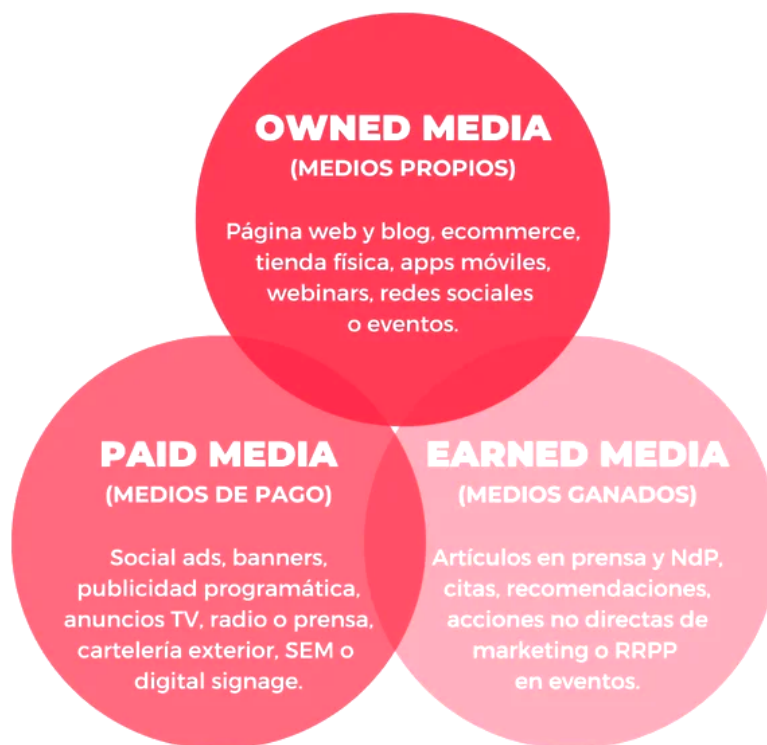 OWNED MEDIA
(MEDIOS PROPIOS)
Página web y blog, ecommerce,
tienda física, apps móviles,
webinars, redes sociales
o eventos.
PAID MEDIA
(MEDIOS DE PAGO)
Social ads, banners,
publicidad programática,
anuncios TV, radio o prensa,
cartelería exterior, SEM o
digital signage.
EARNED MEDIA
(MEDIOS GANADOS)
Artículos en prensa y NdP,
citas, recomendaciones,
acciones no directas de
marketing o RRPP
en eventos.